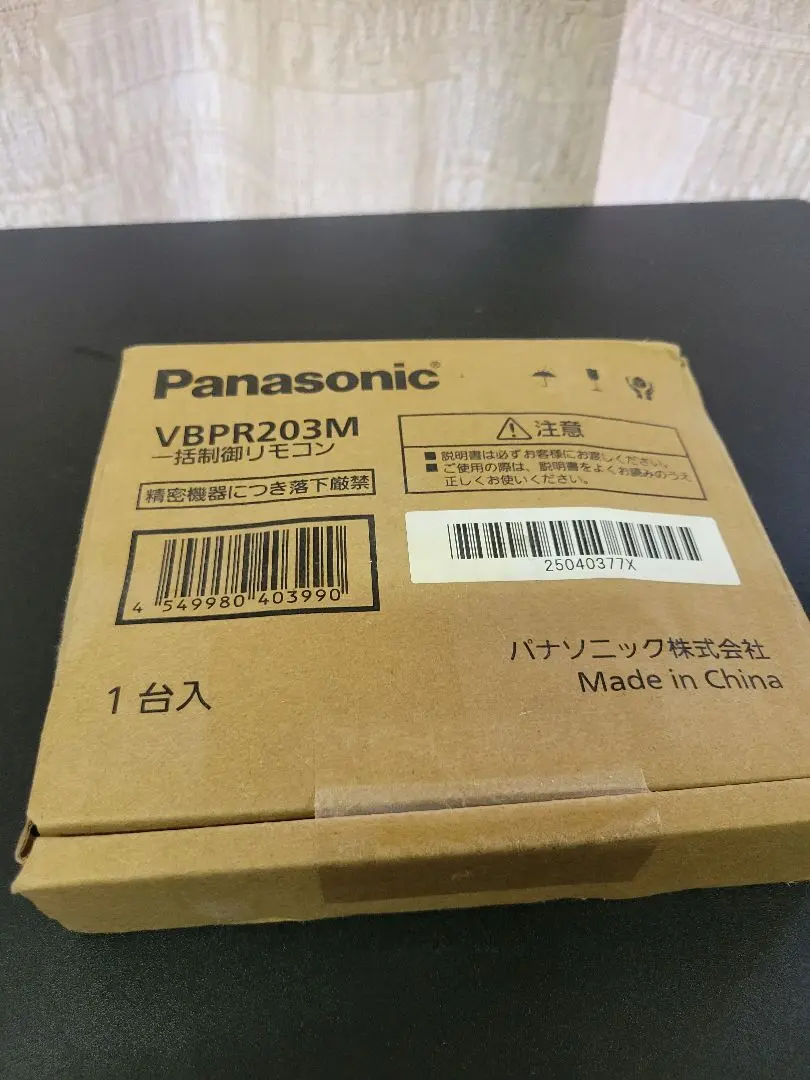 Panasonic®
VBPR203M
一括制御リモコン
精密機器につき落下厳禁
⚠注意
■ 説明書は必ずお客様にお渡しください。
■ ご使用の際は、説明書をよくお読みのうえ
正しくお使いください。
4 549980 403990
25040377X
1台入
パナソニック株式会社
Made in China